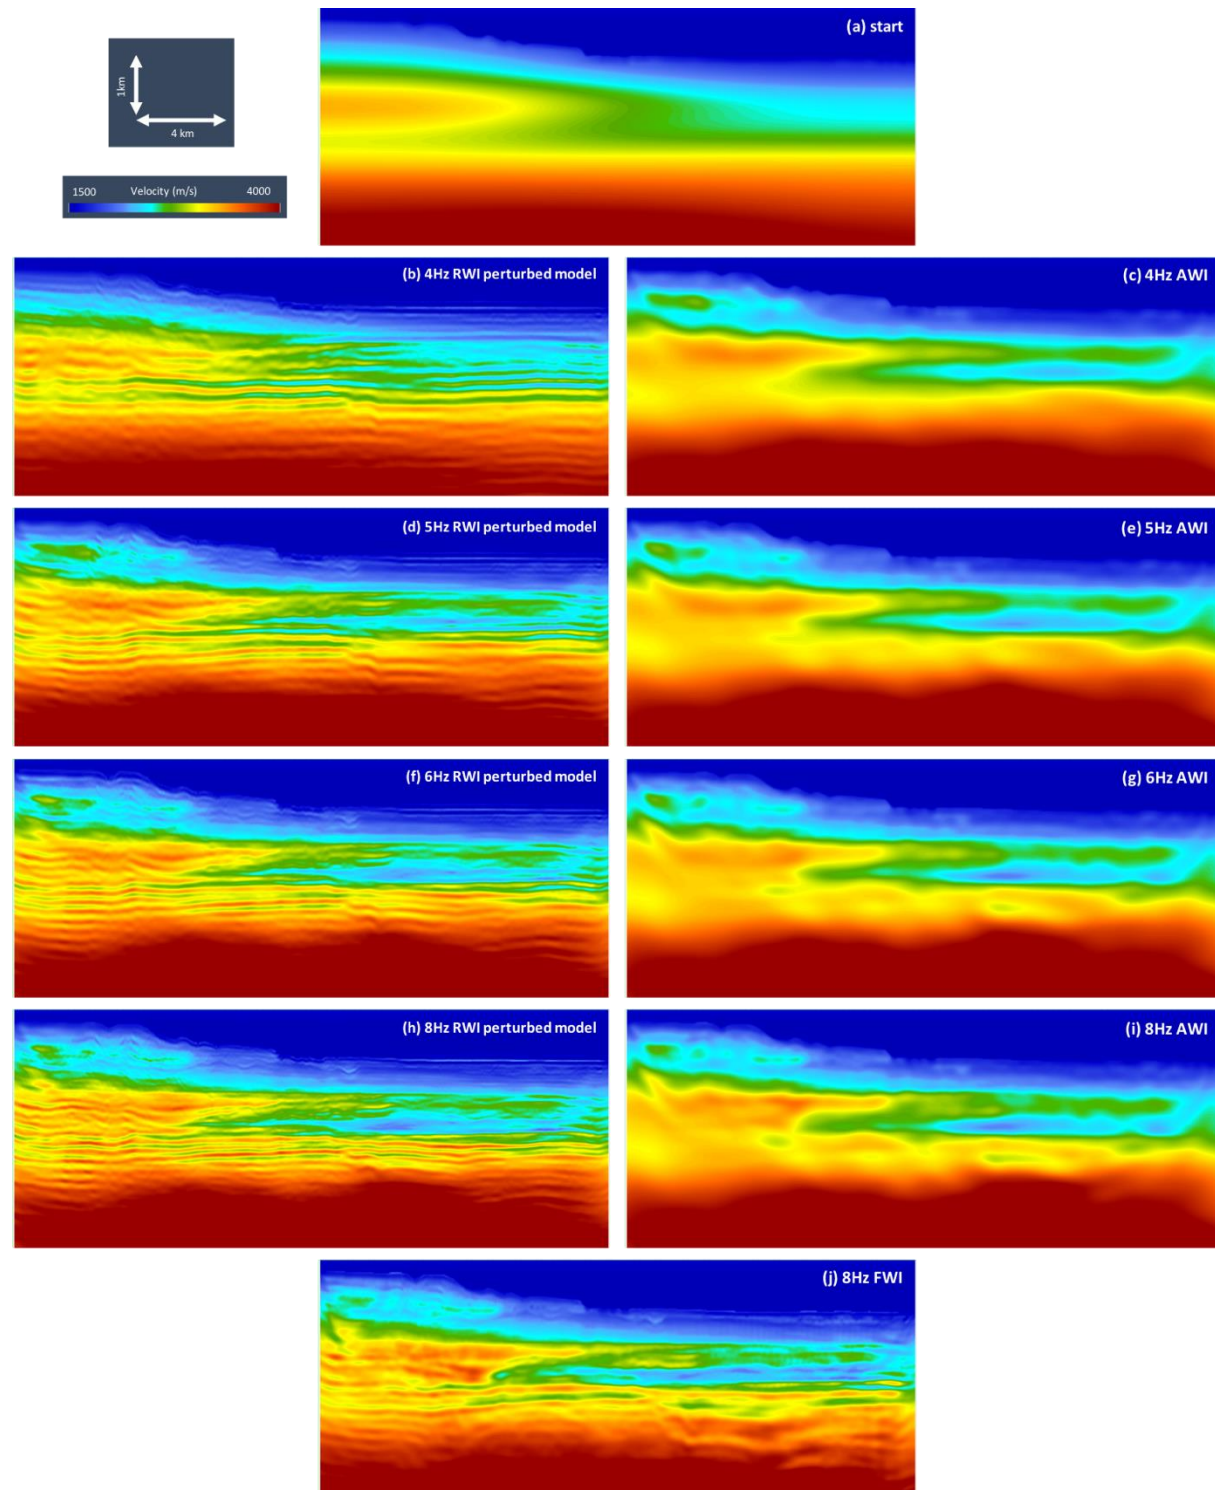 (a) start
1km
4 km
1500 Velocity (m/s) 4000
(b) 4Hz RWI perturbed model
(c) 4Hz AWI
(d) 5Hz RWI perturbed model
(e) 5Hz AWI
(f) 6Hz RWI perturbed model
(g) 6Hz AWI
(h) 8Hz RWI perturbed model
(i) 8Hz AWI
(j) 8Hz FWI